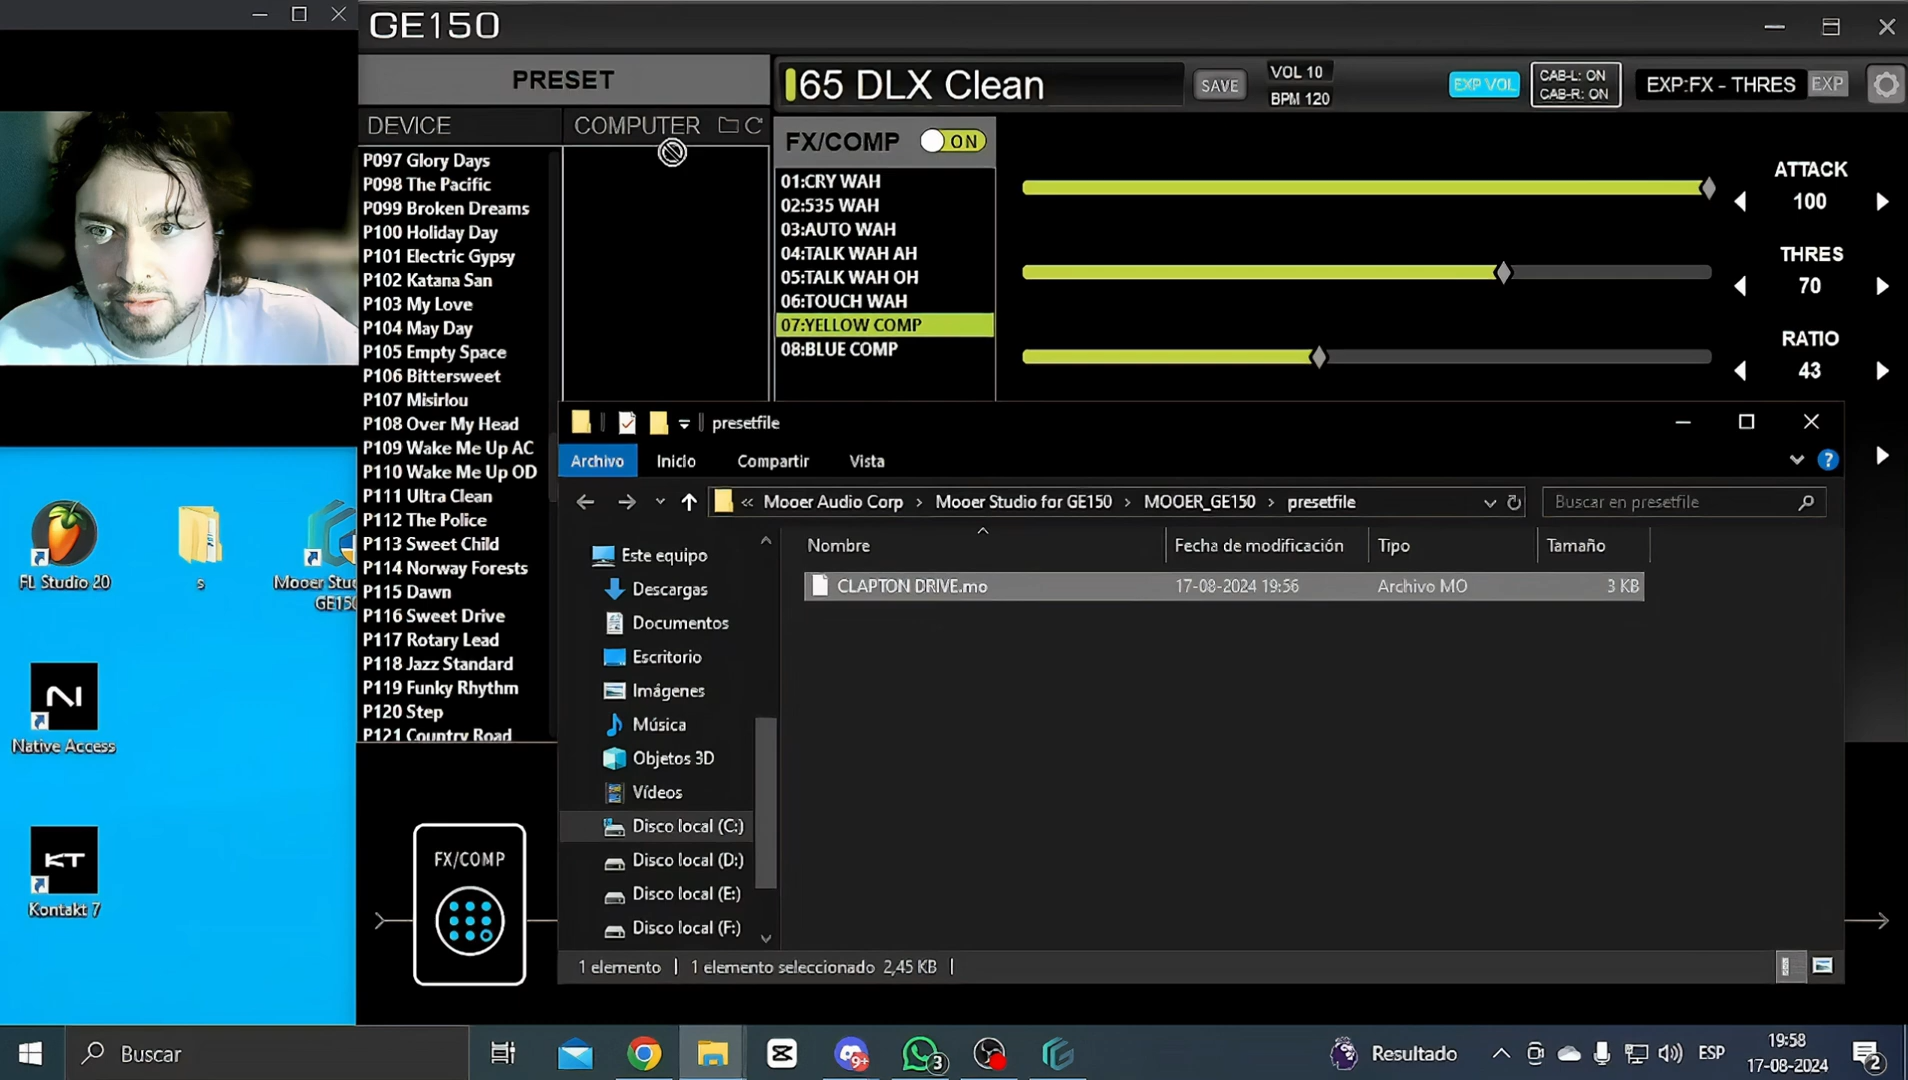 GE150
PRESET
65 DLX Clean
SAVE
VOL 10
BPM 120
EXP VOL
CAB-L: ON
CAB-R: ON
EXP:FX - THRES
EXP
DEVICE
COMPUTER
P097 Glory Days
P098 The Pacific
P099 Broken Dreams
P100 Holiday Day
P101 Electric Gypsy
P102 Katana San
P103 My Love
P104 May Day
P105 Empty Space
P106 Bittersweet
P107 Misirlou
P108 Over My Head
P109 Wake Me Up AC
P110 Wake Me Up OD
P111 Ultra Clean
P112 The Police
P113 Sweet Child
P114 Norway Forests
P115 Dawn
P116 Sweet Drive
P117 Rotary Lead
P118 Jazz Standard
P119 Funky Rhythm
P120 Step
P121 Country Road
FX/COMP
ON
01:CRY WAH
02:535 WAH
03:AUTO WAH
04:TALK WAH AH
05:TALK WAH OH
06:TOUCH WAH
07:YELLOW COMP
08:BLUE COMP
ATTACK
100
THRES
70
RATIO
43
presetfile
Archivo
Inicio
Compartir
Vista
« Mooer Audio Corp › Mooer Studio for GE150 › MOOER_GE150 › presetfile
Buscar en presetfile
Este equipo
Descargas
Documentos
Escritorio
Imágenes
Música
Objetos 3D
Vídeos
Disco local (C:)
Disco local (D:)
Disco local (E:)
Disco local (F:)
Nombre
Fecha de modificación
Tipo
Tamaño
CLAPTON DRIVE.mo
17-08-2024 19:56
Archivo MO
3 KB
1 elemento
1 elemento seleccionado 2,45 KB
FL Studio 20
s
Mooer
GE150
Native Access
KT
Kontakt 7
FX/COMP
Buscar
9+
3
Resultado
ESP
19:58
17-08-2024
2